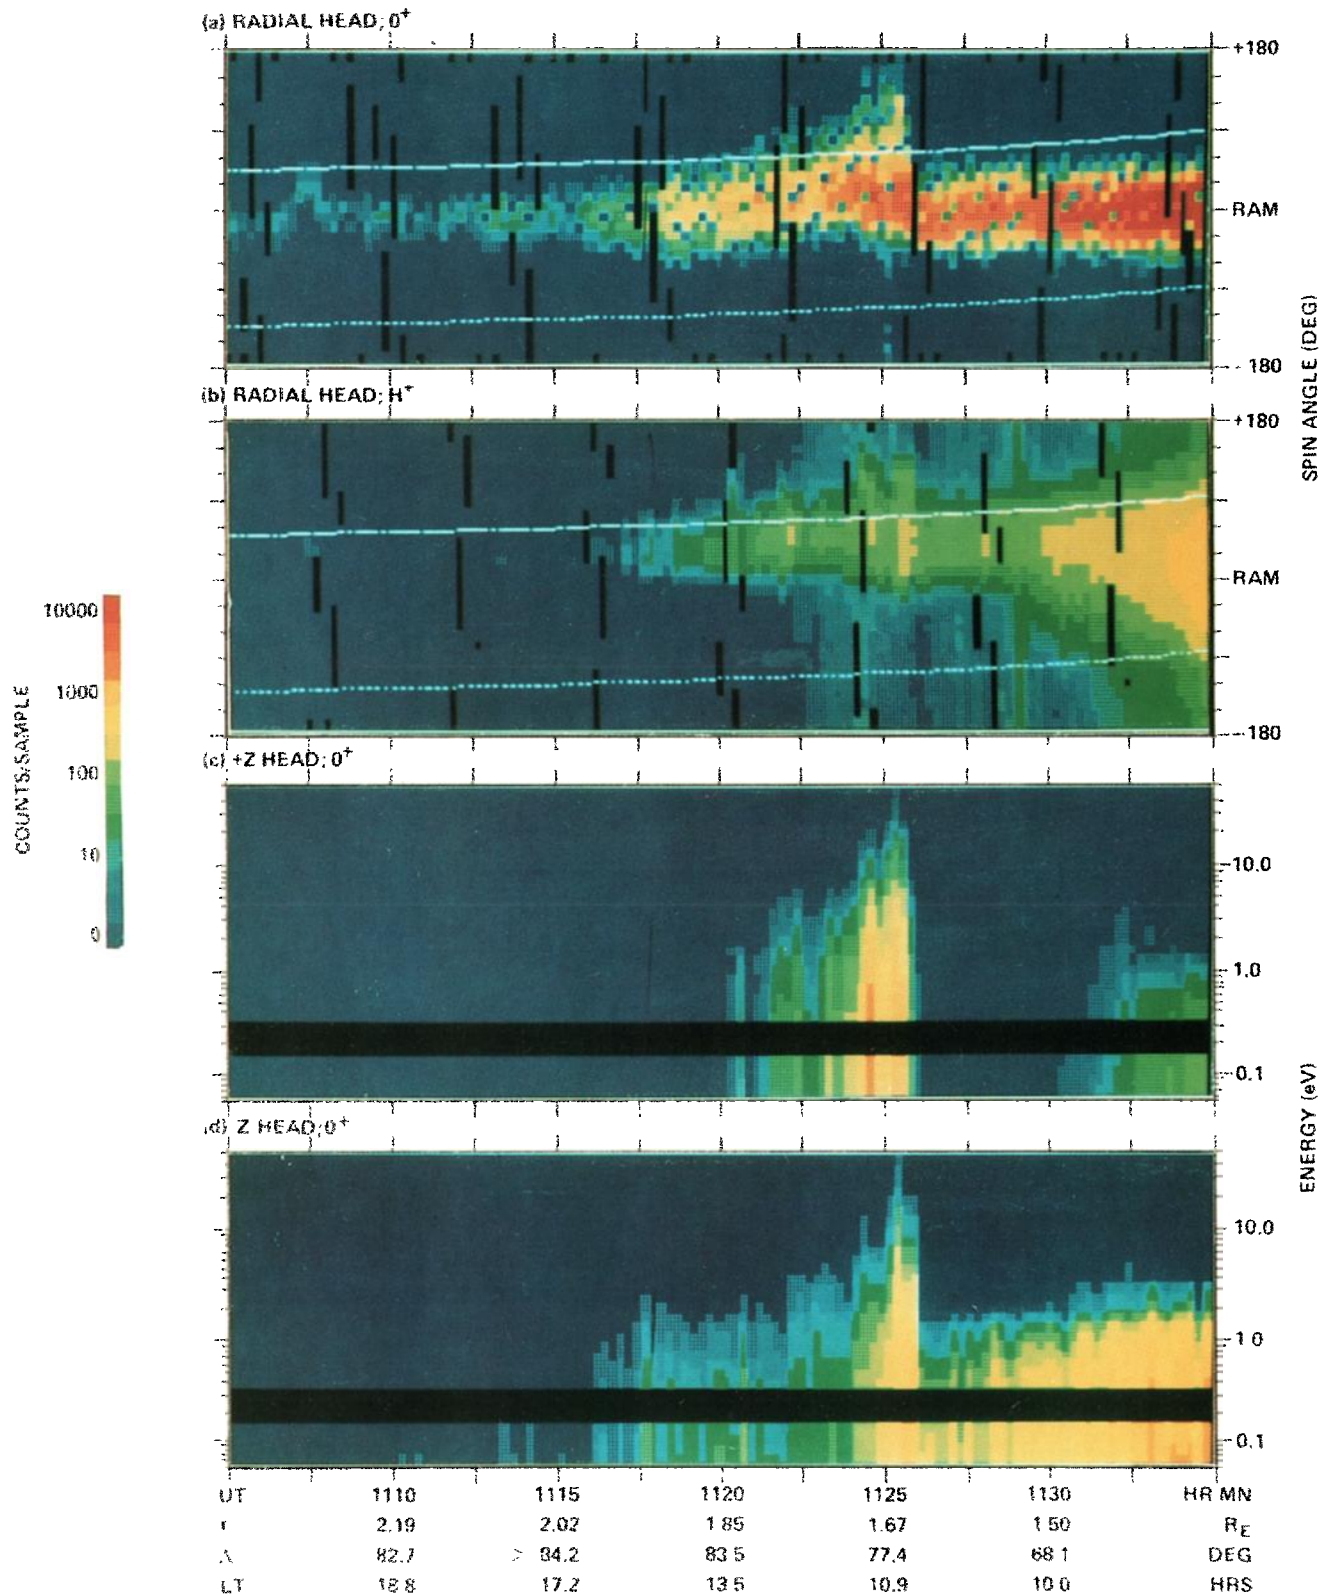 (a) RADIAL HEAD; 0+
+180
RAM
-180
SPIN ANGLE (DEG)
(b) RADIAL HEAD; H+
+180
RAM
-180
COUNTS/SAMPLE
10000
1000
100
10
0
(c) +Z HEAD; 0+
10.0
1.0
0.1
ENERGY (eV)
(d) Z HEAD; 0+
10.0
1 0
0.1
UT 1110 1115 1120 1125 1130 HR MN
r 2.19 2.02 1 85 1.67 1.50 RE
Λ 82.7 > 84.2 83 5 77.4 68 1 DEG
LT 18 8 17.2 13 5 10.9 10 0 HRS